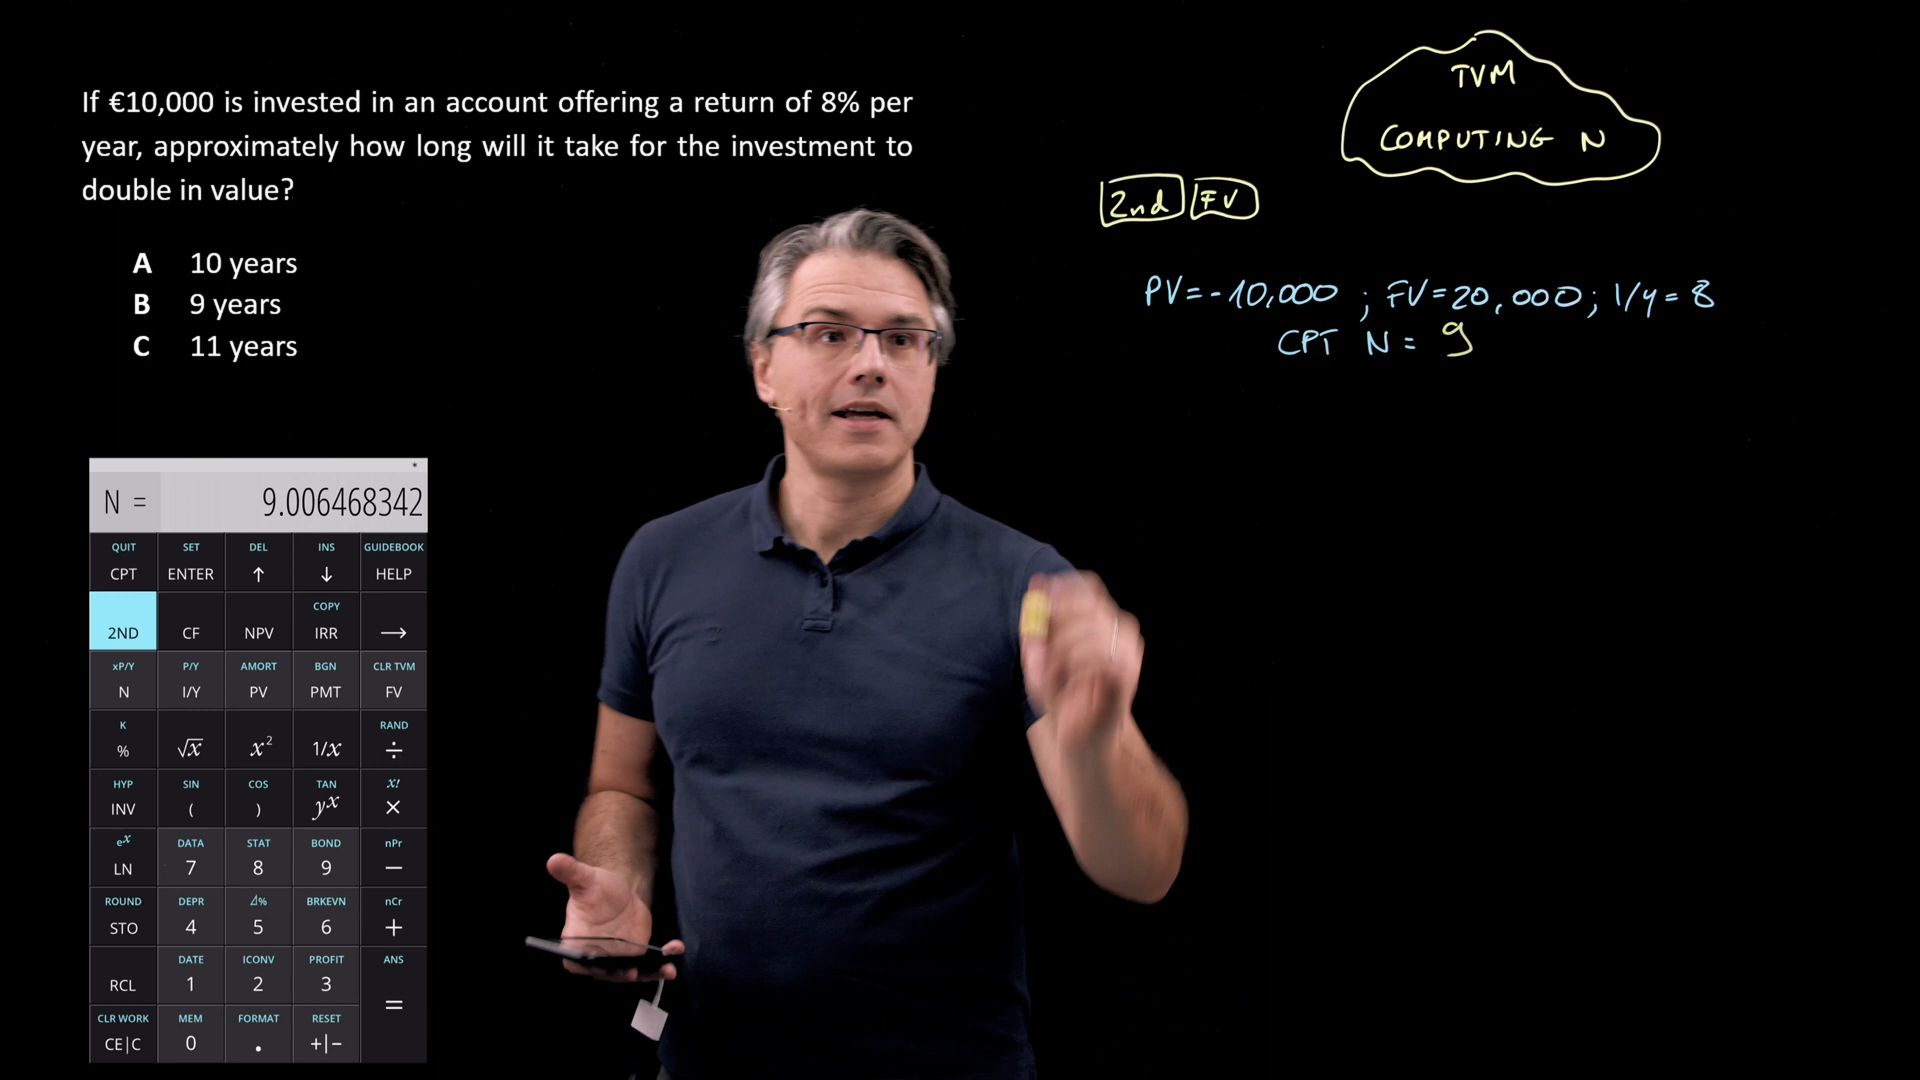 If €10,000 is invested in an account offering a return of 8% per
year, approximately how long will it take for the investment to
double in value?
A 10 years
B 9 years
C 11 years
TVM
COMPUTING N
2nd FV
PV=-10,000 ; FV=20,000; I/Y=8
CPT N = 9
N = 9.006468342
QUIT SET DEL INS GUIDEBOOK
CPT ENTER ↑ ↓ HELP
COPY
2ND CF NPV IRR →
xP/Y P/Y AMORT BGN CLR TVM
N I/Y PV PMT FV
K RAND
% √x x² 1/x ÷
HYP SIN COS TAN x!
INV ( ) yˣ ×
eˣ DATA STAT BOND nPr
LN 7 8 9 −
ROUND DEPR Δ% BRKEVN nCr
STO 4 5 6 +
DATE ICONV PROFIT ANS
RCL 1 2 3 =
CLR WORK MEM FORMAT RESET
CE|C 0 . +|−